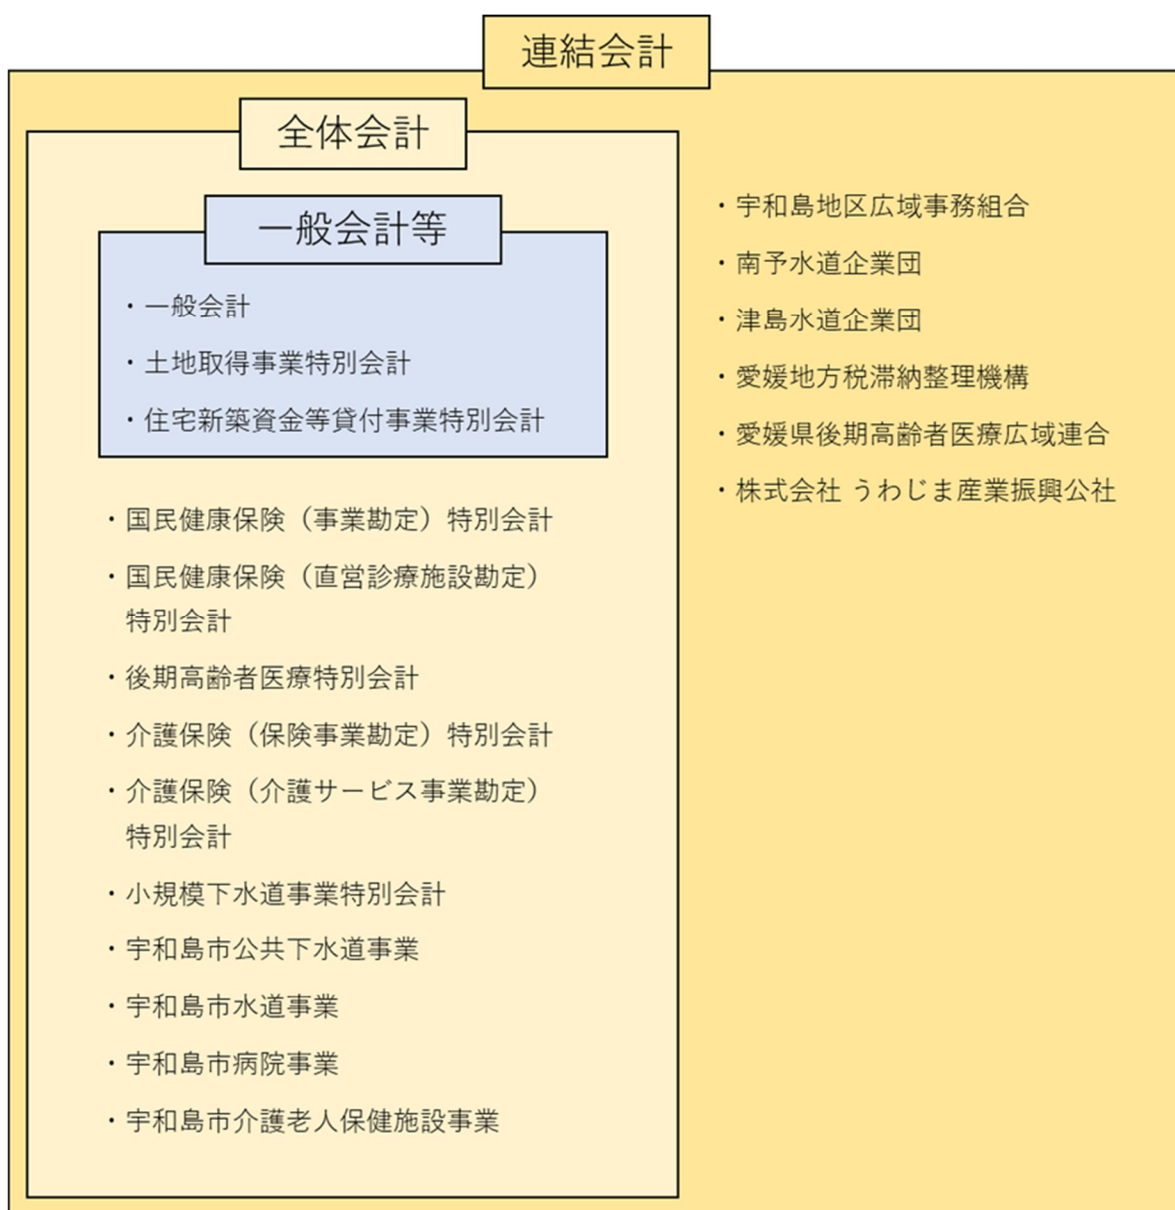 連結会計
全体会計
一般会計等
・一般会計
・土地取得事業特別会計
・住宅新築資金等貸付事業特別会計
・国民健康保険（事業勘定）特別会計
・国民健康保険（直営診療施設勘定）
特別会計
・後期高齢者医療特別会計
・介護保険（保険事業勘定）特別会計
・介護保険（介護サービス事業勘定）
特別会計
・小規模下水道事業特別会計
・宇和島市公共下水道事業
・宇和島市水道事業
・宇和島市病院事業
・宇和島市介護老人保健施設事業
・宇和島地区広域事務組合
・南予水道企業団
・津島水道企業団
・愛媛地方税滞納整理機構
・愛媛県後期高齢者医療広域連合
・株式会社 うわじま産業振興公社